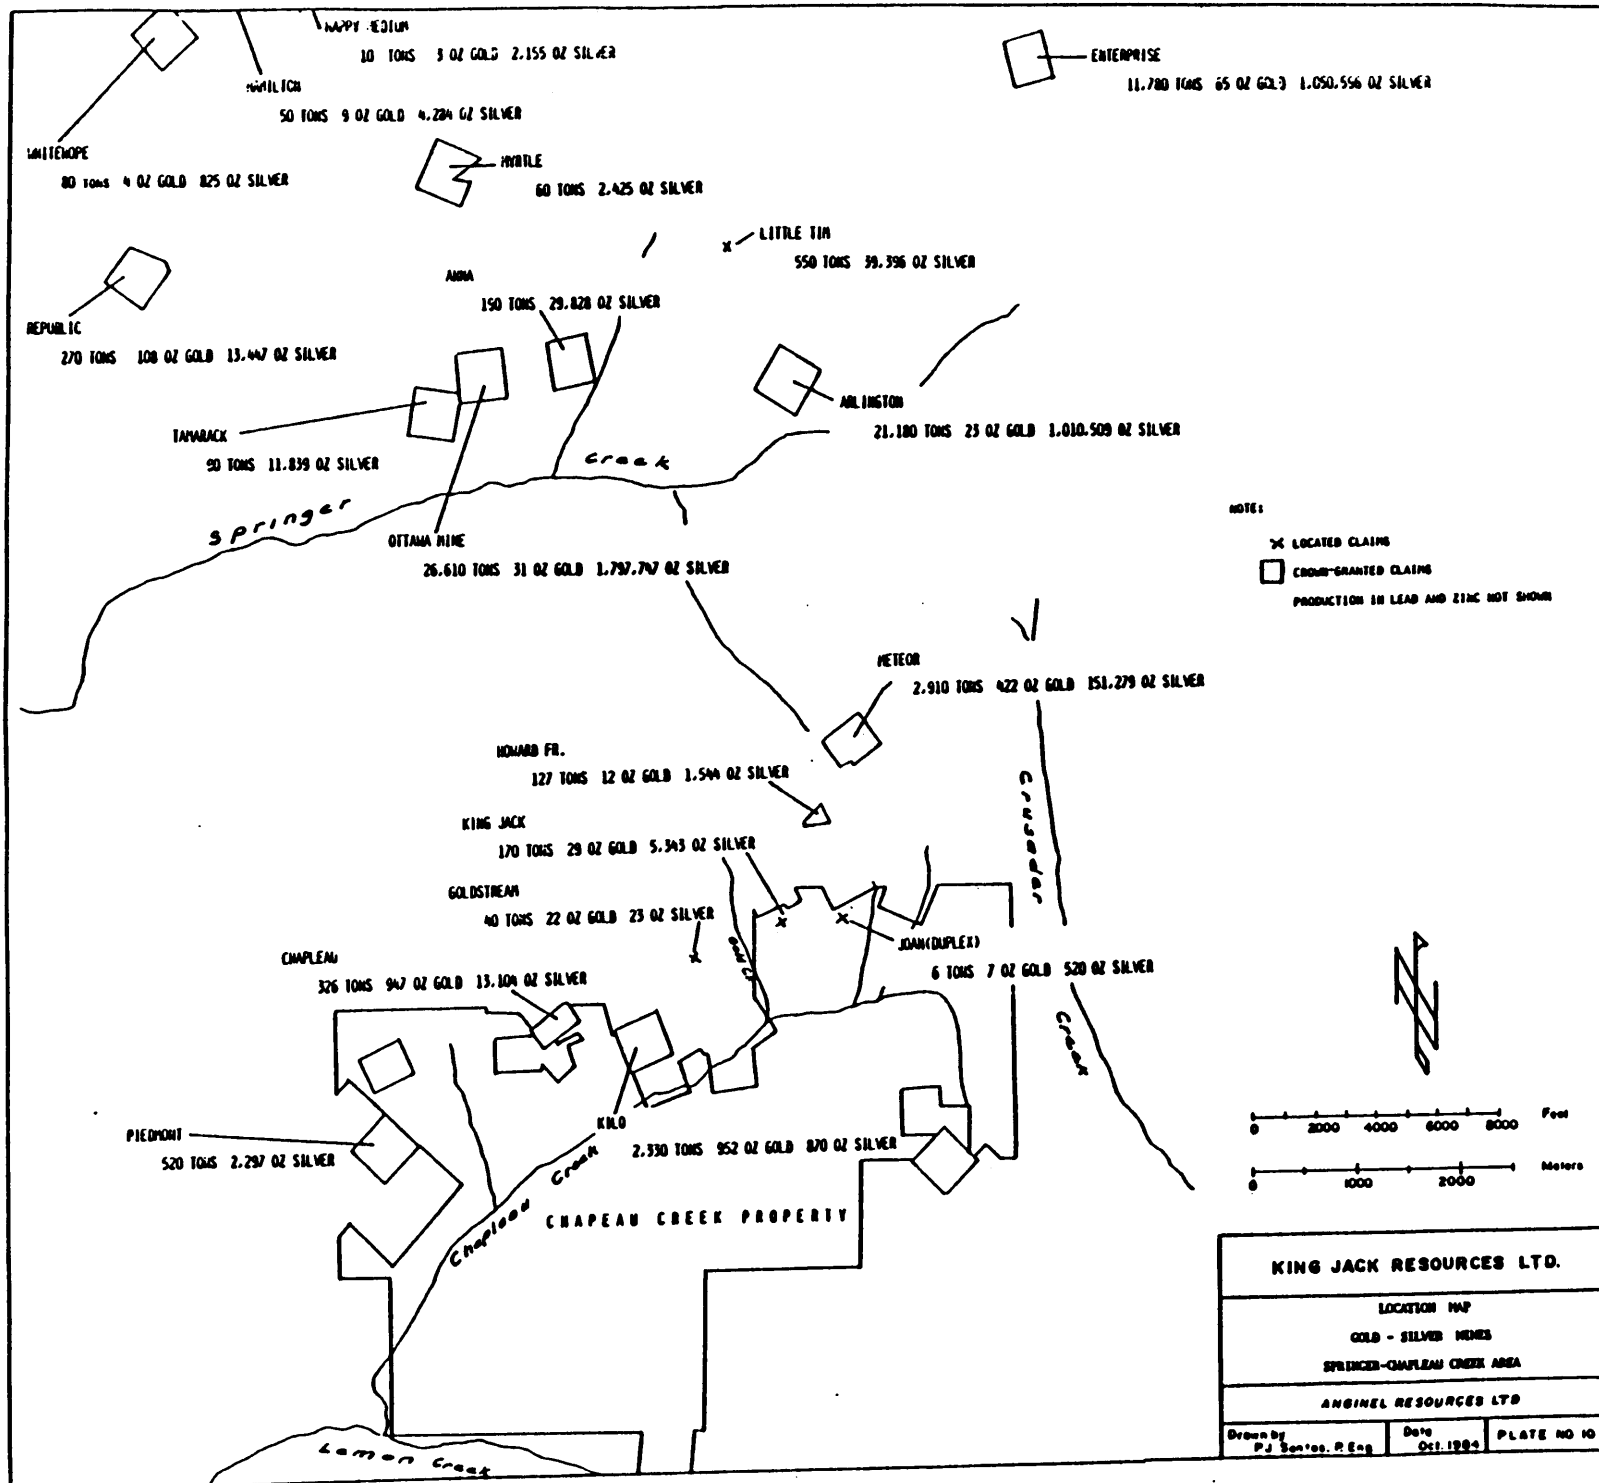 HAPPY MEDIUM
10 TONS 3 OZ GOLD 2.155 OZ SILVER
ENTERPRISE
11.780 TONS 65 OZ GOLD 1.050.556 OZ SILVER
HAMILTON
50 TONS 9 OZ GOLD 4.284 OZ SILVER
WHITEHOPE
80 TONS 4 OZ GOLD 825 OZ SILVER
MYRTLE
60 TONS 2.425 OZ SILVER
LITTLE TIM
550 TONS 39.396 OZ SILVER
ANNA
150 TONS 29.828 OZ SILVER
REPUBLIC
270 TONS 108 OZ GOLD 13.447 OZ SILVER
ARLINGTON
21.180 TONS 23 OZ GOLD 1.010.509 OZ SILVER
TAMARACK
90 TONS 11.839 OZ SILVER
Springer Creek
OTTAWA MINE
26.610 TONS 31 OZ GOLD 1.797.747 OZ SILVER
NOTE:
X LOCATED CLAIMS
CROWN-GRANTED CLAIMS
PRODUCTION IN LEAD AND ZINC NOT SHOWN
METEOR
2.910 TONS 422 OZ GOLD 151.279 OZ SILVER
HOWARD FR.
127 TONS 12 OZ GOLD 1.544 OZ SILVER
KING JACK
170 TONS 29 OZ GOLD 5.343 OZ SILVER
GOLDSTREAM
40 TONS 22 OZ GOLD 23 OZ SILVER
Crusader Creek
Gold Cr
JOAN(DUPLEX)
6 TONS 7 OZ GOLD 520 OZ SILVER
CHAPLEAU
326 TONS 947 OZ GOLD 13.104 OZ SILVER
KILO
2.330 TONS 952 OZ GOLD 870 OZ SILVER
PIEDMONT
520 TONS 2.297 OZ SILVER
Chapleau Creek
CHAPEAU CREEK PROPERTY
Lemon Creek
0 2000 4000 6000 8000 Feet
0 1000 2000 Meters
KING JACK RESOURCES LTD.
LOCATION MAP
GOLD - SILVER MINES
SPRINGER-CHAPLEAU CREEK AREA
ANGINEL RESOURCES LTD
Drawn by P.J. Santos, P. Eng
Date Oct. 1984
PLATE NO 10